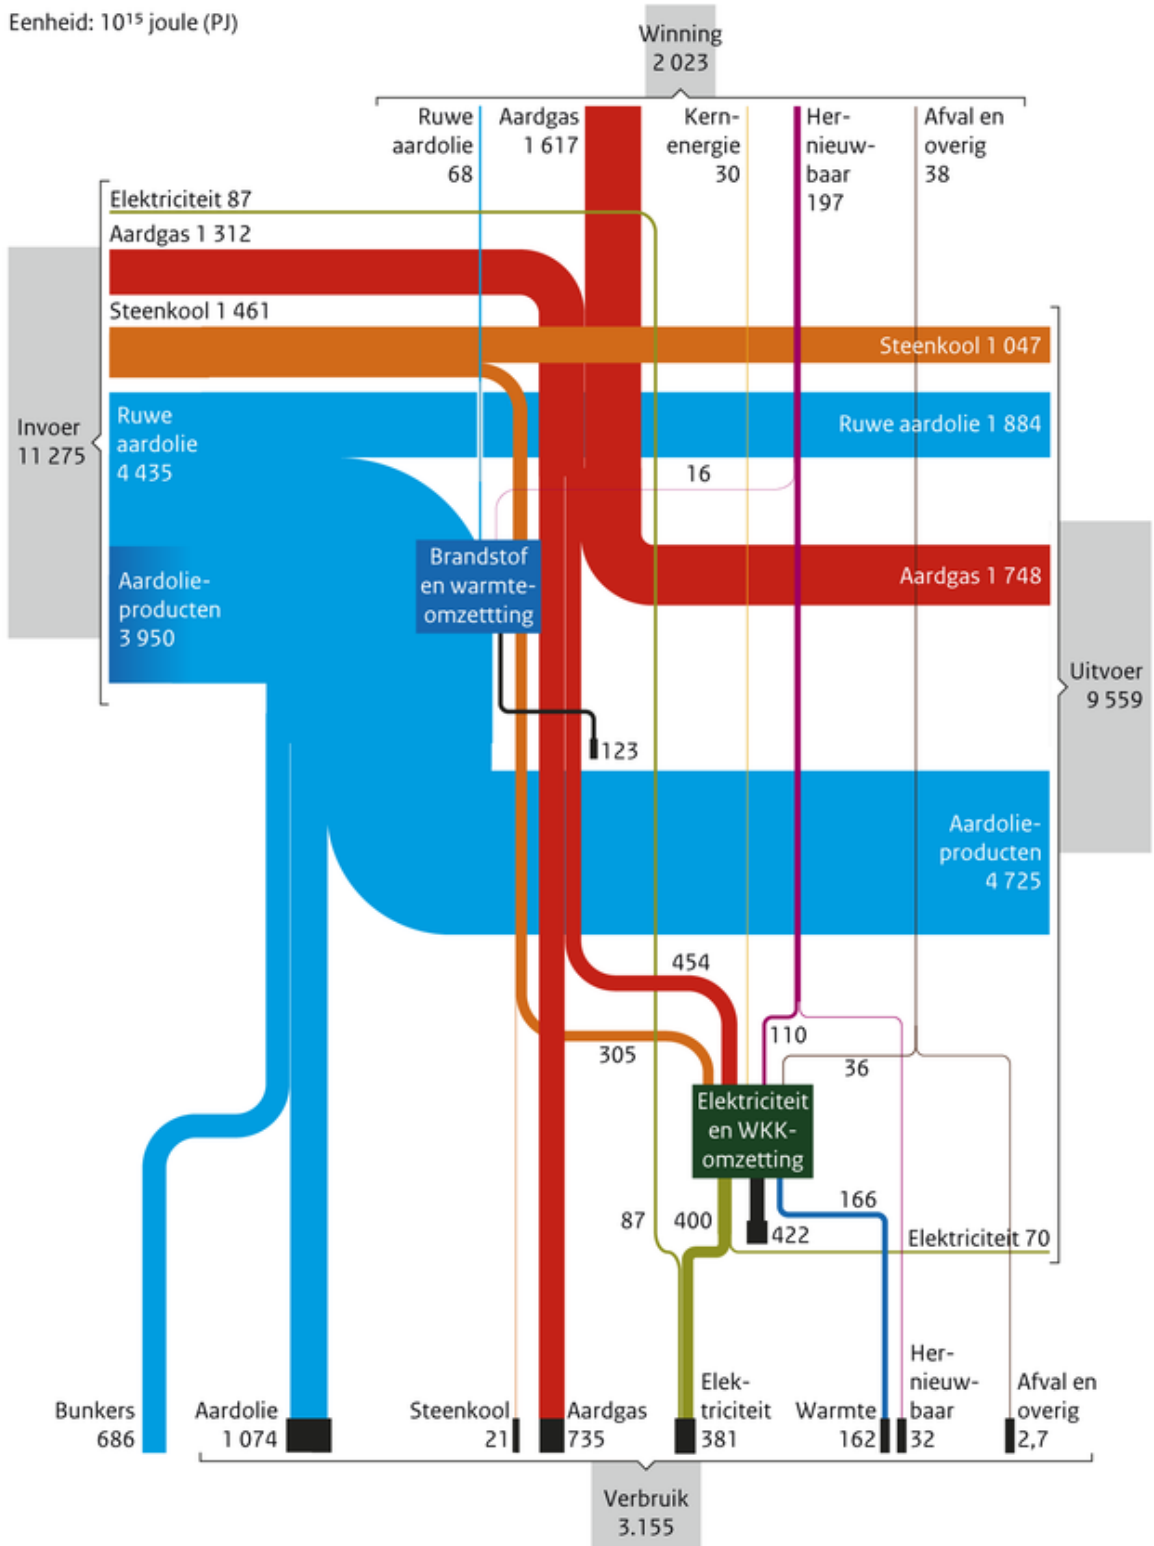 Eenheid: 10¹⁵ joule (PJ)
Winning
2 023
Ruwe
aardolie
68
Aardgas
1 617
Kern-
energie
30
Her-
nieuw-
baar
197
Afval en
overig
38
Elektriciteit 87
Aardgas 1 312
Steenkool 1 461
Steenkool 1 047
Invoer
11 275
Ruwe
aardolie
4 435
Ruwe aardolie 1 884
16
Brandstof
en warmte-
omzettting
Aardolie-
producten
3 950
Aardgas 1 748
Uitvoer
9 559
123
Aardolie-
producten
4 725
454
305
110
36
Elektriciteit
en WKK-
omzetting
87
400
422
166
Elektriciteit 70
Bunkers
686
Aardolie
1 074
Steenkool
21
Aardgas
735
Elek-
triciteit
381
Warmte
162
Her-
nieuw-
baar
32
Afval en
overig
2,7
Verbruik
3.155